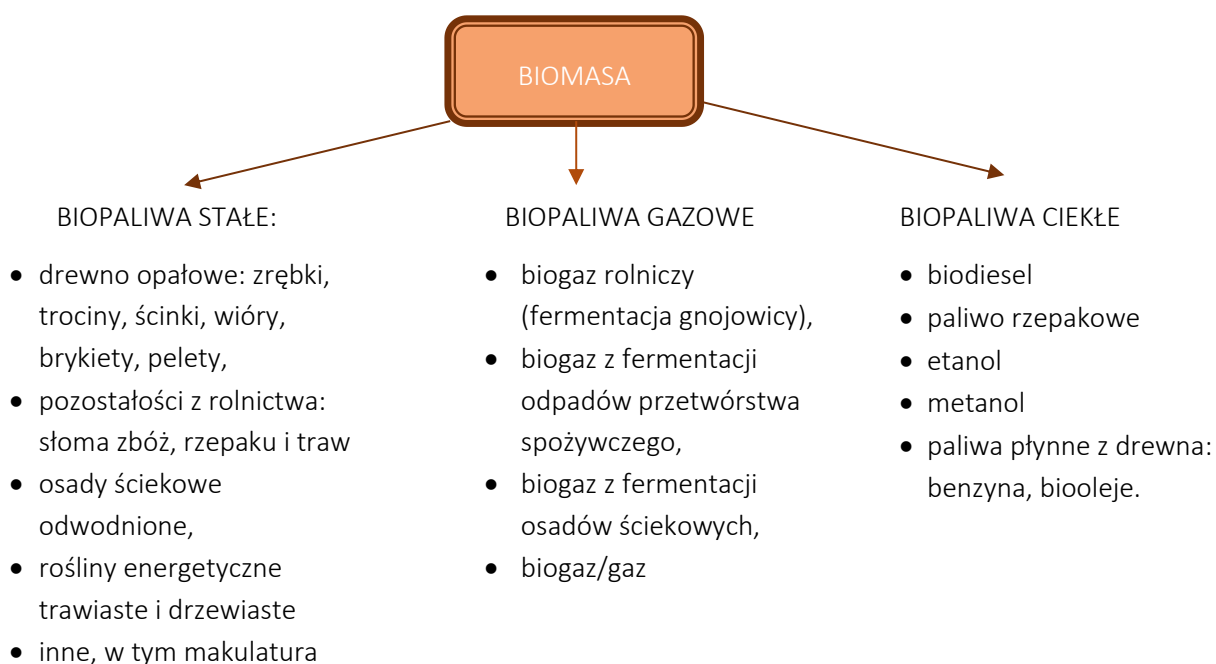 BIOMASA
BIOPALIWA STAŁE:
• drewno opałowe: zrębki,
trociny, ścinki, wióry,
brykiety, pelety,
• pozostałości z rolnictwa:
słoma zbóż, rzepaku i traw
• osady ściekowe
odwodnione,
• rośliny energetyczne
trawiaste i drzewiaste
• inne, w tym makulatura
BIOPALIWA GAZOWE
• biogaz rolniczy
(fermentacja gnojowicy),
• biogaz z fermentacji
odpadów przetwórstwa
spożywczego,
• biogaz z fermentacji
osadów ściekowych,
• biogaz/gaz
BIOPALIWA CIEKŁE
• biodiesel
• paliwo rzepakowe
• etanol
• metanol
• paliwa płynne z drewna:
benzyna, biooleje.